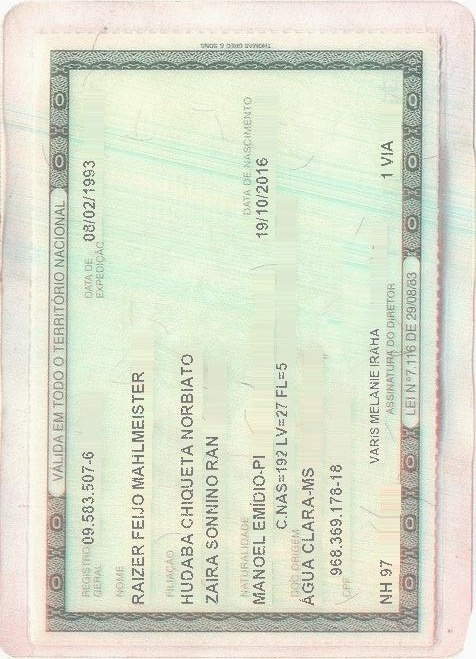 THOMAS GREG & SONS
VÁLIDA EM TODO O TERRITÓRIO NACIONAL
REGISTRO GERAL 09.583.507-6 DATA DE EXPEDIÇÃO 08/02/1993
NOME
RAIZER FEIJO MAHLMEISTER
FILIAÇÃO
HUDABA CHIQUETA NORBIATO
ZAIRA SONNINO RAN
NATURALIDADE DATA DE NASCIMENTO
MANOEL EMÍDIO-PI 19/10/2016
C.NAS=192 LV=27 FL=5
DOC ORIGEM
ÁGUA CLARA-MS
968.369.178-18
CPF
VARIS MELANIE IRAHA
NH 97 1 VIA
ASSINATURA DO DIRETOR
LEI Nº 7.116 DE 29/08/83